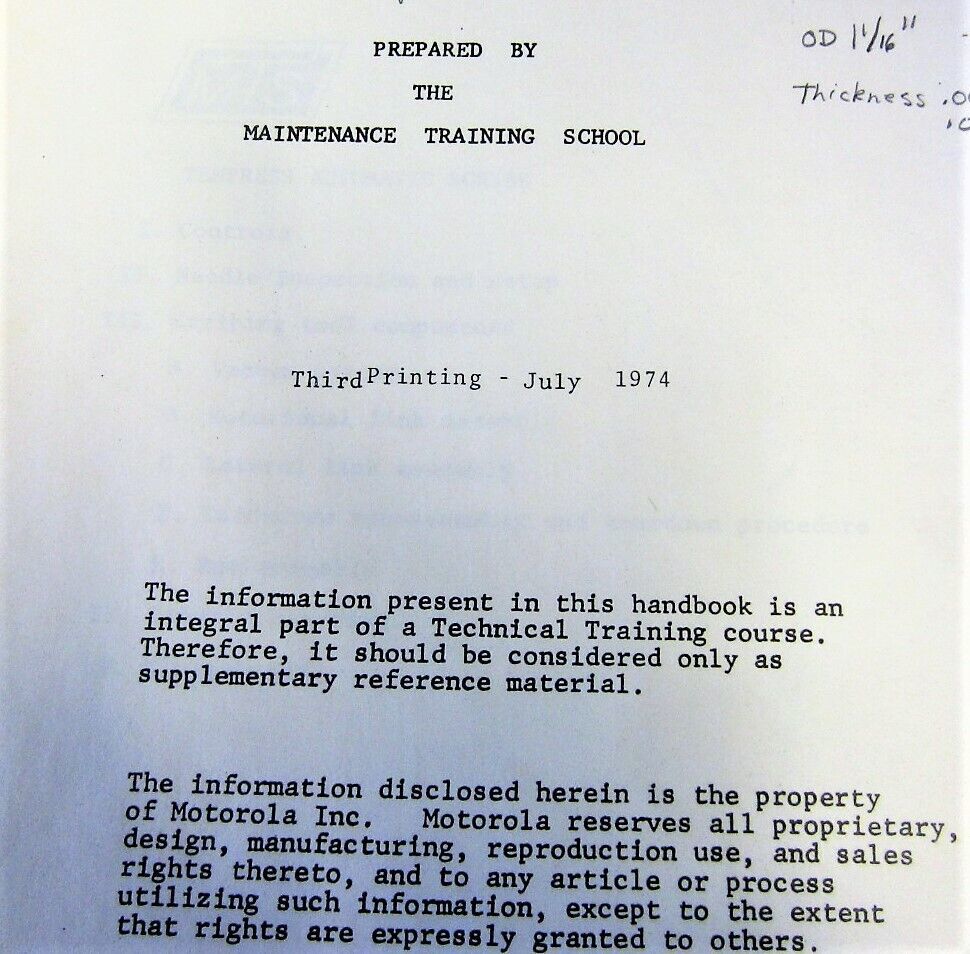 PREPARED BY
OD 1 1/16"
THE
Thickness
MAINTENANCE TRAINING SCHOOL
I. Controls
Third Printing - July 1974
The information present in this handbook is an
integral part of a Technical Training course.
Therefore, it should be considered only as
supplementary reference material.
The information disclosed herein is the property
of Motorola Inc. Motorola reserves all proprietary,
design, manufacturing, reproduction use, and sales
rights thereto, and to any article or process
utilizing such information, except to the extent
that rights are expressly granted to others.